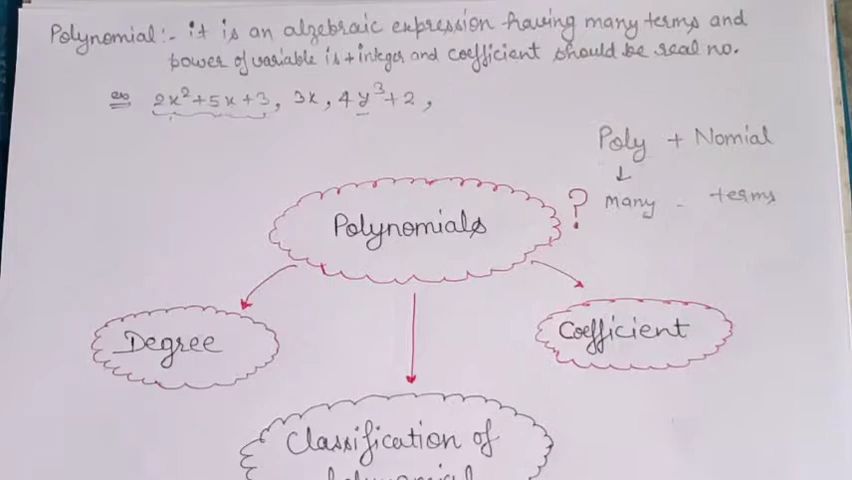 Polynomial:- it is an algebraic expression having many terms and
power of variable is + integer and coefficient should be real no.
ex 2x²+5x+3, 3x, 4y³+2,
Poly + Nomial
↓
many - terms
Polynomials ?
Degree
Coefficient
Classification of